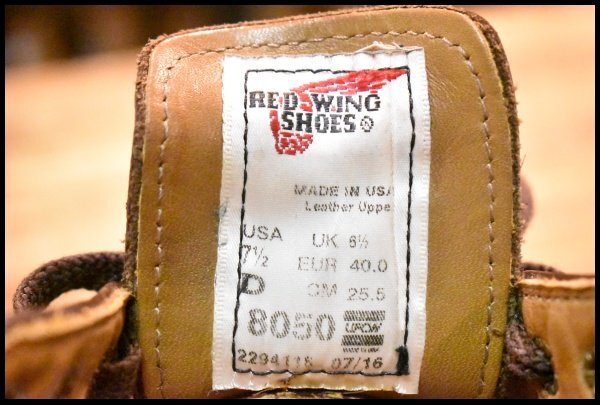 RED WING
SHOES®
MADE IN USA
Leather Uppe
USA UK 6½
7½ EUR 40.0
D CM 25.5
8050
2294118 07/16